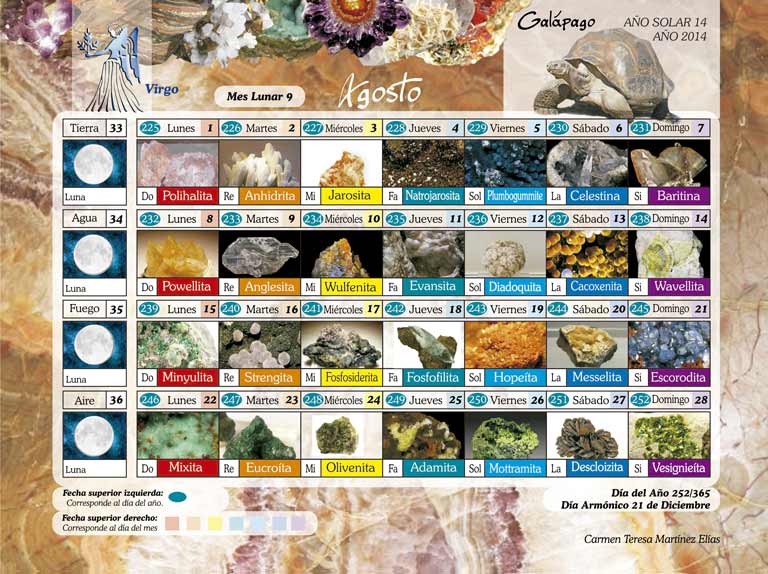 Galápago
AÑO SOLAR 14
AÑO 2014
Virgo
Mes Lunar 9
Agosto
Tierra 33
225 Lunes 1
226 Martes 2
227 Miércoles 3
228 Jueves 4
229 Viernes 5
230 Sábado 6
231 Domingo 7
Luna
Do Polihalita
Re Anhidrita
Mi Jarosita
Fa Natrojarosita
Sol Plumbogummite
La Celestina
Si Baritina
Agua 34
232 Lunes 8
233 Martes 9
234 Miércoles 10
235 Jueves 11
236 Viernes 12
237 Sábado 13
238 Domingo 14
Luna
Do Powellita
Re Anglesita
Mi Wulfenita
Fa Evansita
Sol Diadoquita
La Cacoxenita
Si Wavellita
Fuego 35
239 Lunes 15
240 Martes 16
241 Miércoles 17
242 Jueves 18
243 Viernes 19
244 Sábado 20
245 Domingo 21
Luna
Do Minyulita
Re Strengita
Mi Fosfosiderita
Fa Fosfofilita
Sol Hopeíta
La Messelita
Si Escorodita
Aire 36
246 Lunes 22
247 Martes 23
248 Miércoles 24
249 Jueves 25
250 Viernes 26
251 Sábado 27
252 Domingo 28
Luna
Do Mixita
Re Eucroíta
Mi Olivenita
Fa Adamita
Sol Mottramita
La Descloizita
Si Vesignieíta
Fecha superior izquierda:
Corresponde al día del año.
Fecha superior derecho:
Corresponde al día del mes
Día del Año 252/365
Día Armónico 21 de Diciembre
Carmen Teresa Martínez Elías